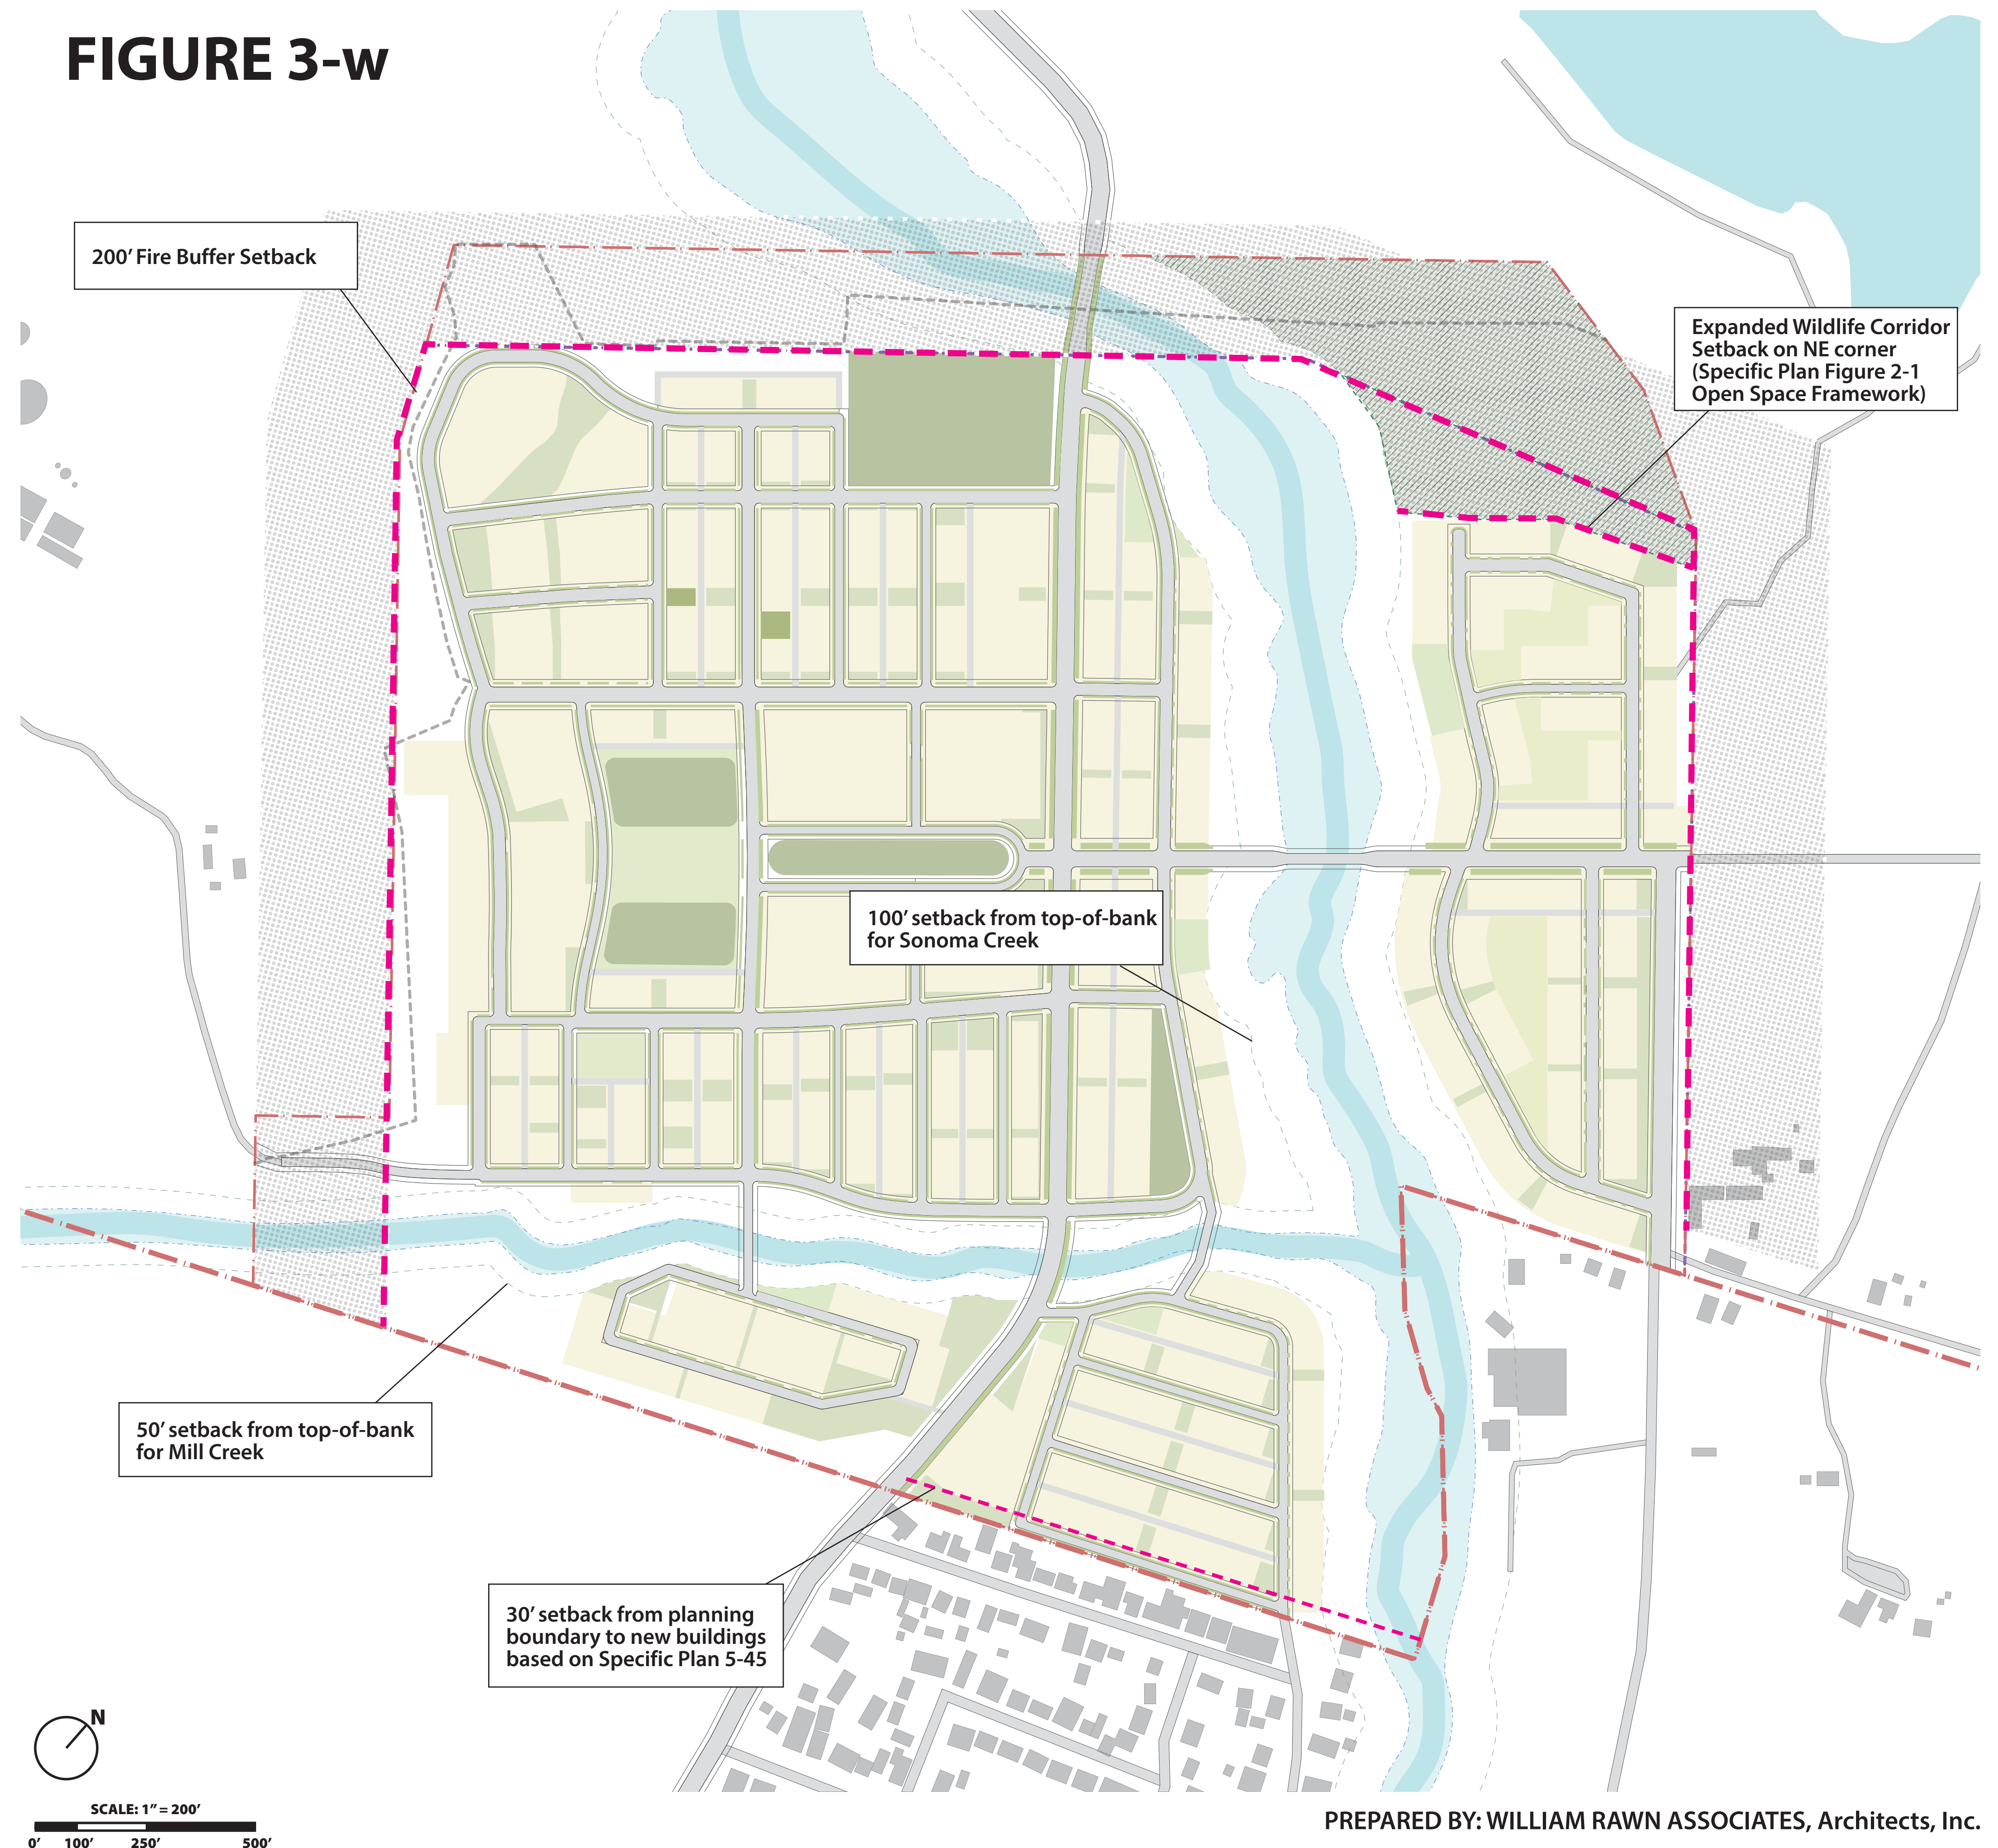 FIGURE 3-w
200' Fire Buffer Setback
Expanded Wildlife Corridor
Setback on NE corner
(Specific Plan Figure 2-1
Open Space Framework)
100' setback from top-of-bank
for Sonoma Creek
50' setback from top-of-bank
for Mill Creek
30' setback from planning
boundary to new buildings
based on Specific Plan 5-45
N
SCALE: 1" = 200'
0' 100' 250' 500'
PREPARED BY: WILLIAM RAWN ASSOCIATES, Architects, Inc.